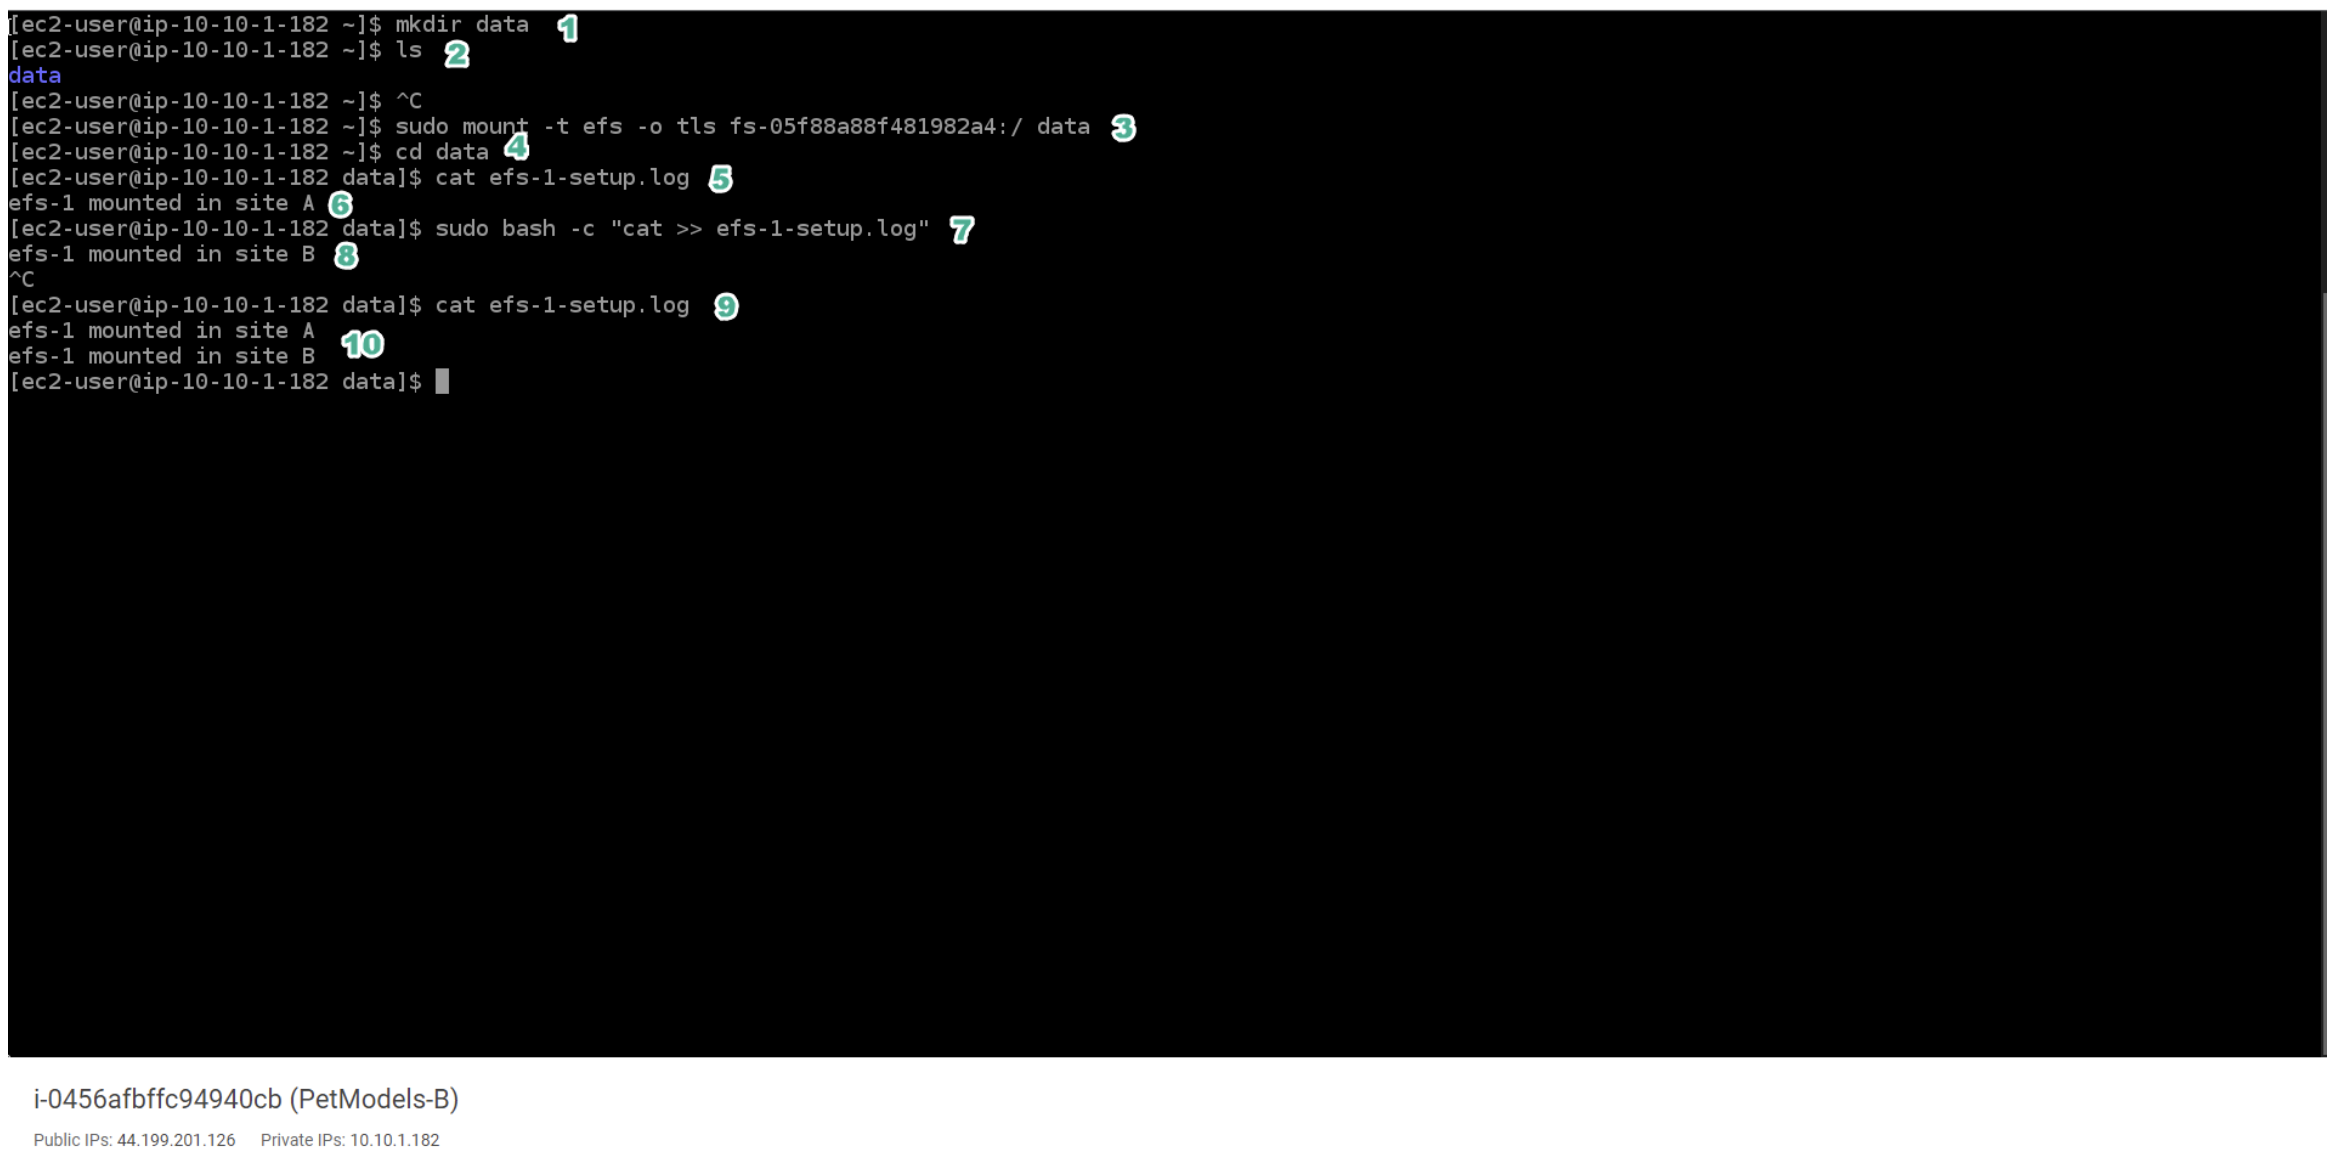 [ec2-user@ip-10-10-1-182 ~]$ mkdir data 1
[ec2-user@ip-10-10-1-182 ~]$ ls 2
data
[ec2-user@ip-10-10-1-182 ~]$ ^C
[ec2-user@ip-10-10-1-182 ~]$ sudo mount -t efs -o tls fs-05f88a88f481982a4:/ data 3
[ec2-user@ip-10-10-1-182 ~]$ cd data 4
[ec2-user@ip-10-10-1-182 data]$ cat efs-1-setup.log 5
efs-1 mounted in site A 6
[ec2-user@ip-10-10-1-182 data]$ sudo bash -c "cat >> efs-1-setup.log" 7
efs-1 mounted in site B 8
^C
[ec2-user@ip-10-10-1-182 data]$ cat efs-1-setup.log 9
efs-1 mounted in site A
efs-1 mounted in site B 10
[ec2-user@ip-10-10-1-182 data]$
i-0456afbffc94940cb (PetModels-B)
Public IPs: 44.199.201.126 Private IPs: 10.10.1.182